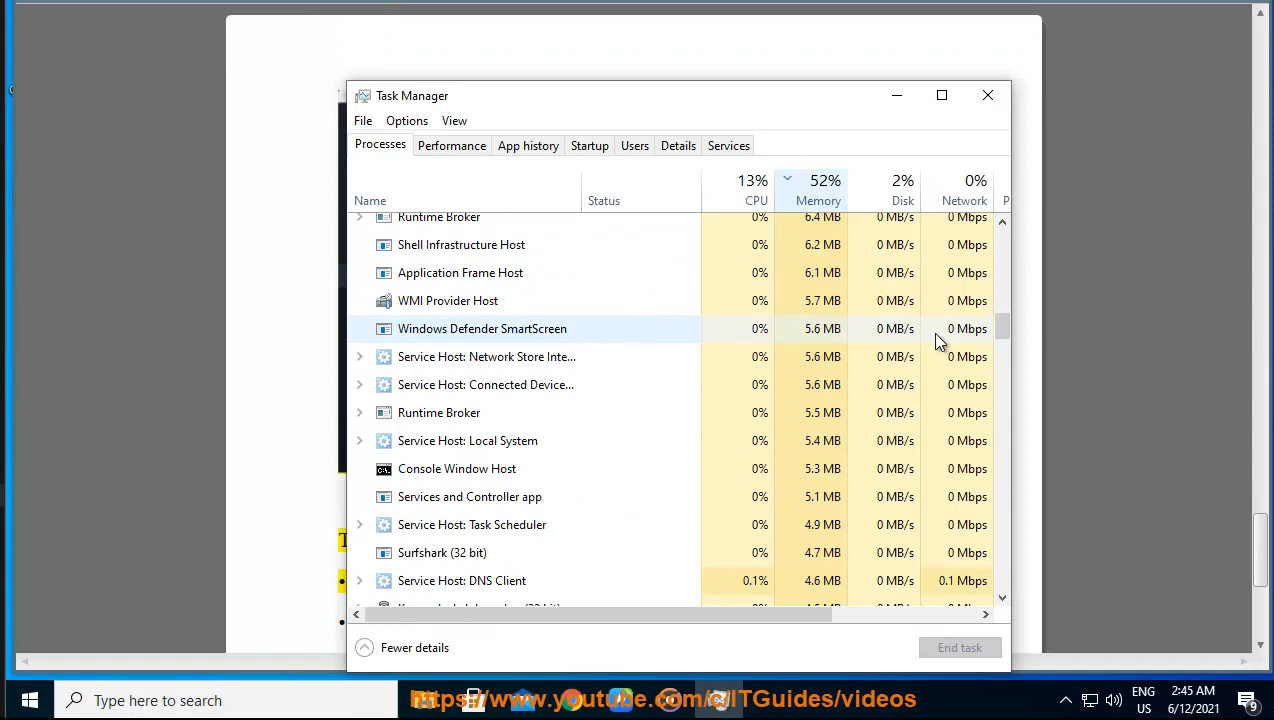 Task Manager
File Options View
Processes Performance App history Startup Users Details Services
13% 52% 2% 0%
Name Status CPU Memory Disk Network P
Runtime Broker 0% 6.4 MB 0 MB/s 0 Mbps
Shell Infrastructure Host 0% 6.2 MB 0 MB/s 0 Mbps
Application Frame Host 0% 6.1 MB 0 MB/s 0 Mbps
WMI Provider Host 0% 5.7 MB 0 MB/s 0 Mbps
Windows Defender SmartScreen 0% 5.6 MB 0 MB/s 0 Mbps
Service Host: Network Store Inte... 0% 5.6 MB 0 MB/s 0 Mbps
Service Host: Connected Device... 0% 5.6 MB 0 MB/s 0 Mbps
Runtime Broker 0% 5.5 MB 0 MB/s 0 Mbps
Service Host: Local System 0% 5.4 MB 0 MB/s 0 Mbps
Console Window Host 0% 5.3 MB 0 MB/s 0 Mbps
Services and Controller app 0% 5.1 MB 0 MB/s 0 Mbps
Service Host: Task Scheduler 0% 4.9 MB 0 MB/s 0 Mbps
Surfshark (32 bit) 0% 4.7 MB 0 MB/s 0 Mbps
Service Host: DNS Client 0.1% 4.6 MB 0 MB/s 0.1 Mbps
Fewer details End task
Type here to search
https://www.youtube.com/c/ITGuides/videos
ENG
US
2:45 AM
6/12/2021
9